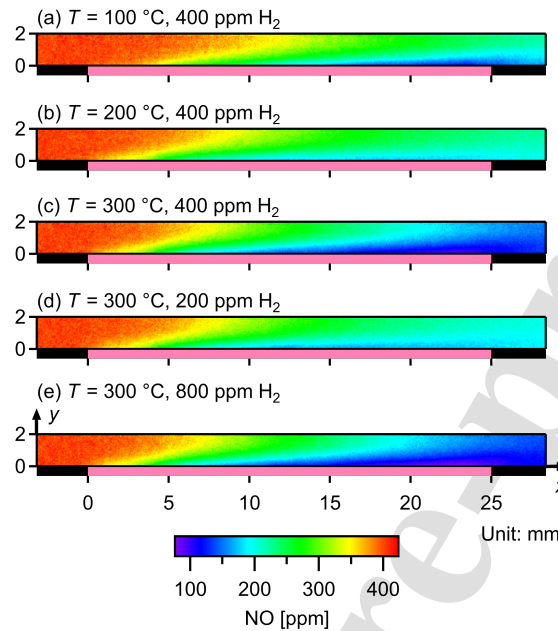 (a) T = 100 °C, 400 ppm H₂
2
0
(b) T = 200 °C, 400 ppm H₂
2
0
(c) T = 300 °C, 400 ppm H₂
2
0
(d) T = 300 °C, 200 ppm H₂
2
0
(e) T = 300 °C, 800 ppm H₂
y
2
0
0 5 10 15 20 25
Unit: mm
100 200 300 400
NO [ppm]